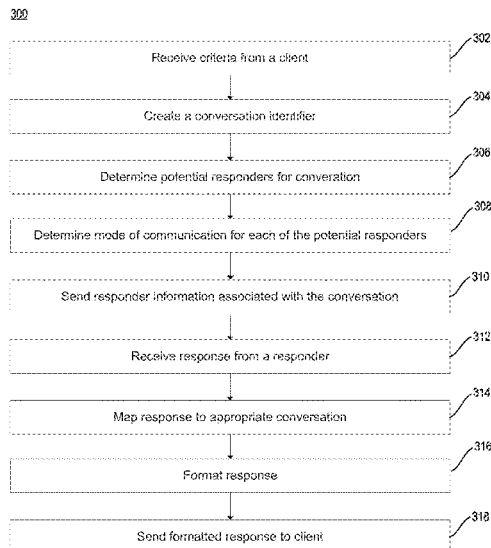 300
302
Receive criteria from a client
304
Create a conversation identifier
306
Determine potential responders for converation
308
Determine mode of communication for each of the potential responders
310
Send responder information associated with the conversation
312
Receive response from a responder
314
Map response to appropriate conversation
316
Format response
318
Send formatted response to client